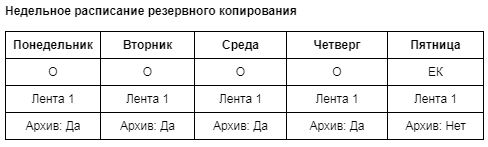 Недельное расписание резервного копирования
Понедельник Вторник Среда Четверг Пятница
О О О О ЕК
Лента 1 Лента 1 Лента 1 Лента 1 Лента 1
Архив: Да Архив: Да Архив: Да Архив: Да Архив: Нет